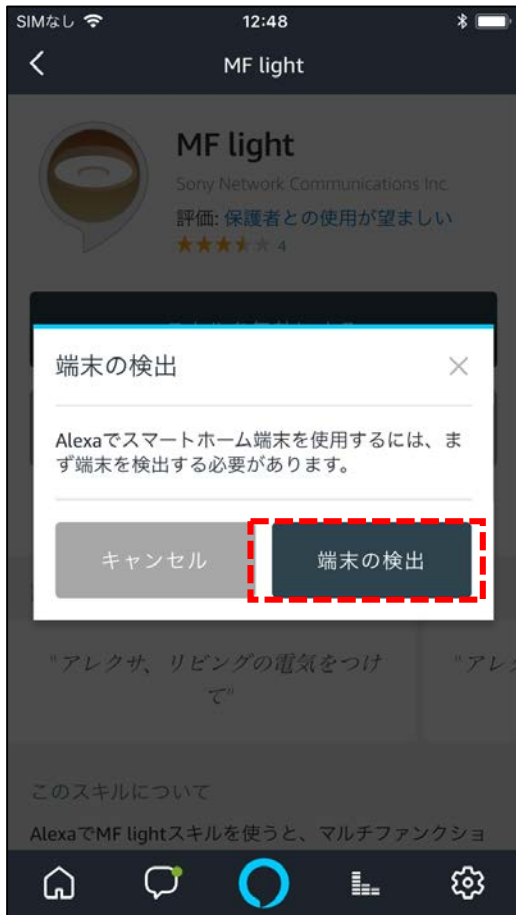 SIMなし 12:48
MF light
MF light
Sony Network Communications Inc.
評価: 保護者との使用が望ましい
4
端末の検出
Alexaでスマートホーム端末を使用するには、ま
ず端末を検出する必要があります。
キャンセル 端末の検出
"アレクサ、リビングの電気をつけ
て"
"アレ
このスキルについて
AlexaでMF lightスキルを使うと、マルチファンクショ